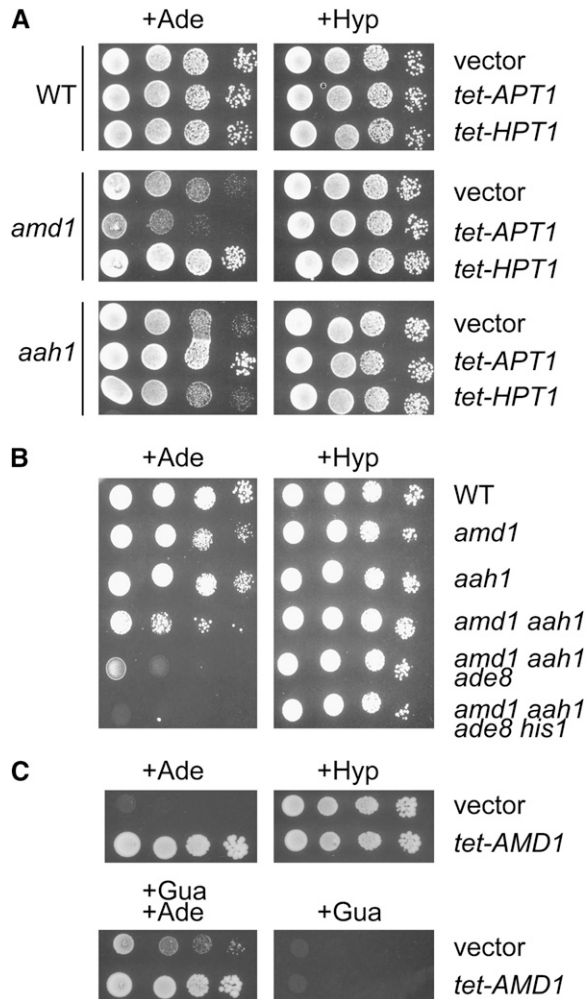 A
+Ade +Hyp
WT
vector
tet-APT1
tet-HPT1
amd1
vector
tet-APT1
tet-HPT1
aah1
vector
tet-APT1
tet-HPT1
B
+Ade +Hyp
WT
amd1
aah1
amd1 aah1
amd1 aah1
ade8
amd1 aah1
ade8 his1
C
+Ade +Hyp
vector
tet-AMD1
+Gua
+Ade +Gua
vector
tet-AMD1